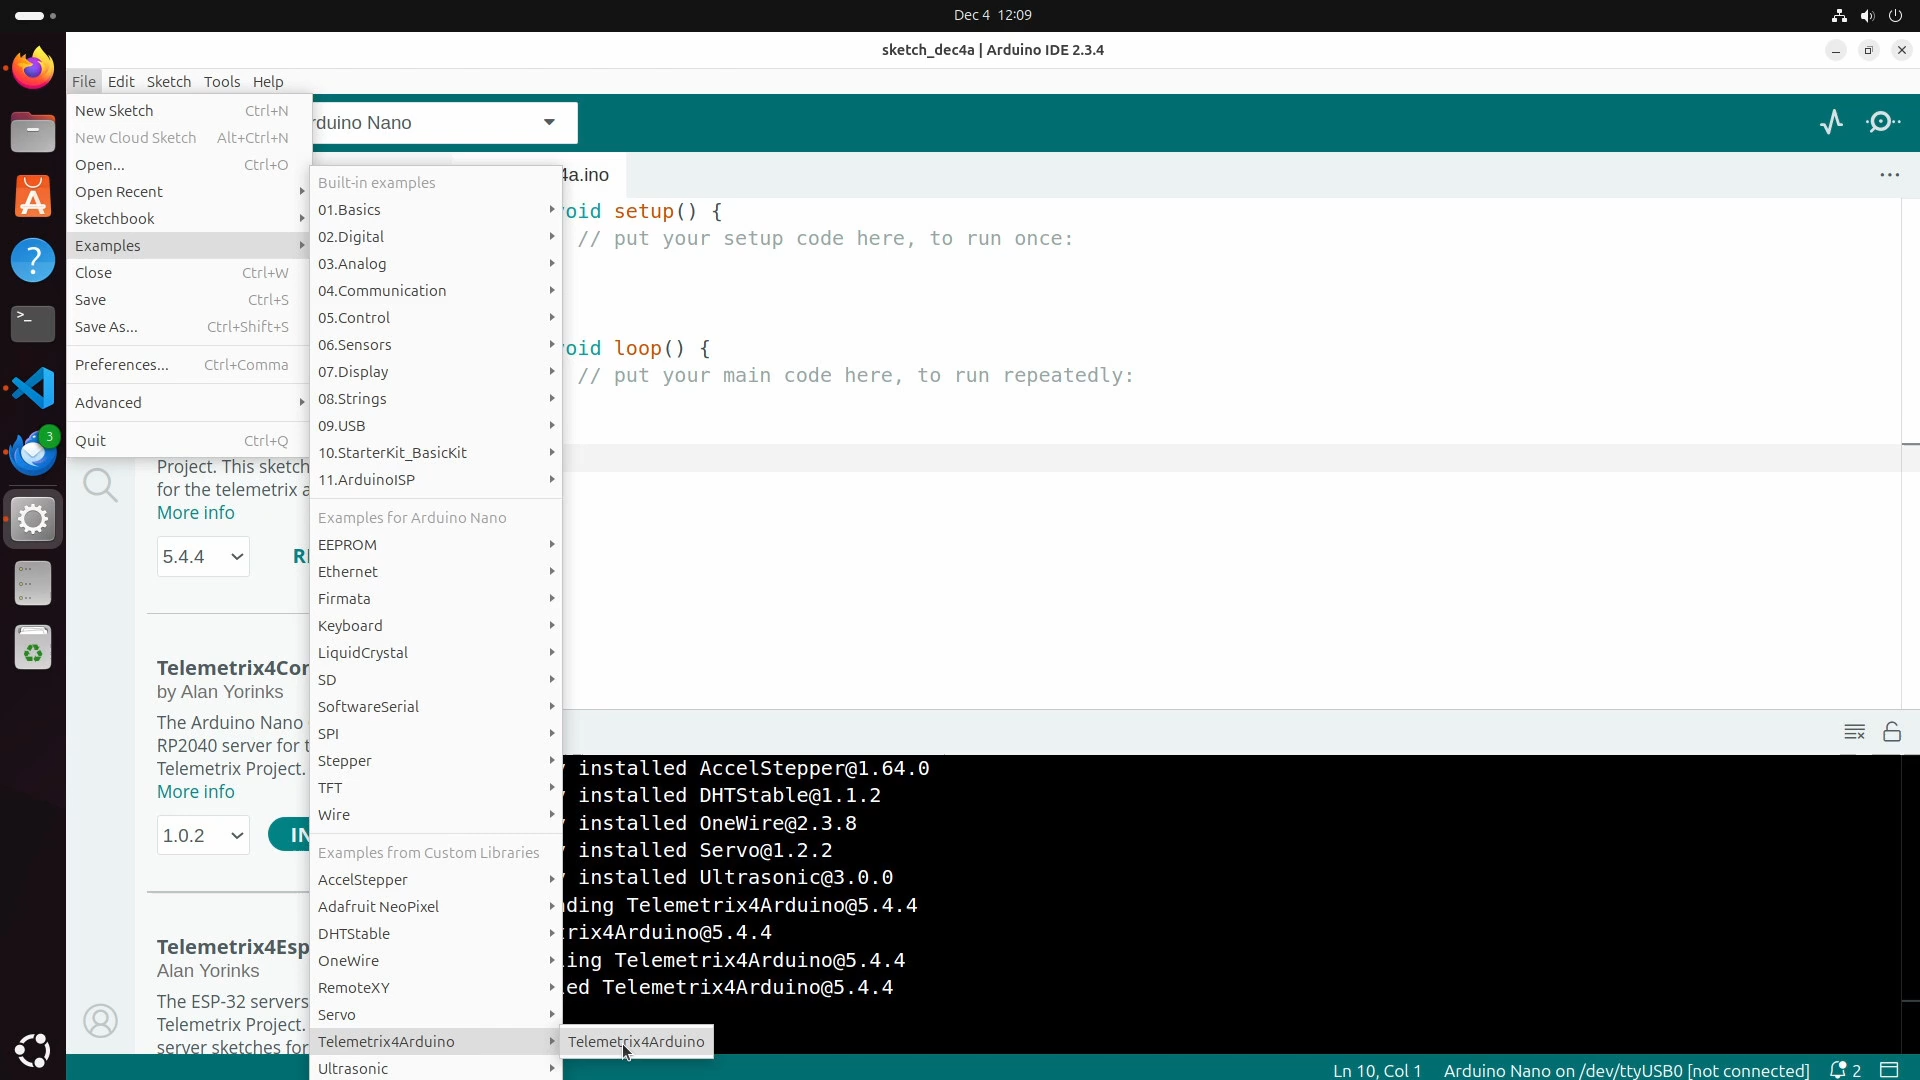 Dec 4 12:09
sketch_dec4a | Arduino IDE 2.3.4
File Edit Sketch Tools Help
New Sketch Ctrl+N
New Cloud Sketch Alt+Ctrl+N
Open... Ctrl+O
Open Recent
Sketchbook
Examples
Close Ctrl+W
Save Ctrl+S
Save As... Ctrl+Shift+S
Preferences... Ctrl+Comma
Advanced
Quit Ctrl+Q
rduino Nano
4a.ino
Built-in examples
01.Basics
02.Digital
03.Analog
04.Communication
05.Control
06.Sensors
07.Display
08.Strings
09.USB
10.StarterKit_BasicKit
11.ArduinoISP
Examples for Arduino Nano
EEPROM
Ethernet
Firmata
Keyboard
LiquidCrystal
SD
SoftwareSerial
SPI
Stepper
TFT
Wire
Examples from Custom Libraries
AccelStepper
Adafruit NeoPixel
DHTStable
OneWire
RemoteXY
Servo
Telemetrix4Arduino
Ultrasonic
Telemetrix4Arduino
oid setup() {
// put your setup code here, to run once:
oid loop() {
// put your main code here, to run repeatedly:
3
Project. This sketch
for the telemetrix a
More info
5.4.4
Telemetrix4Cor
by Alan Yorinks
The Arduino Nano
RP2040 server for t
Telemetrix Project.
More info
1.0.2 IN
Telemetrix4Esp
Alan Yorinks
The ESP-32 servers
Telemetrix Project.
server sketches for
installed AccelStepper@1.64.0
installed DHTStable@1.1.2
installed OneWire@2.3.8
installed Servo@1.2.2
installed Ultrasonic@3.0.0
ding Telemetrix4Arduino@5.4.4
rix4Arduino@5.4.4
ing Telemetrix4Arduino@5.4.4
ed Telemetrix4Arduino@5.4.4
Ln 10, Col 1 Arduino Nano on /dev/ttyUSB0 [not connected] 2